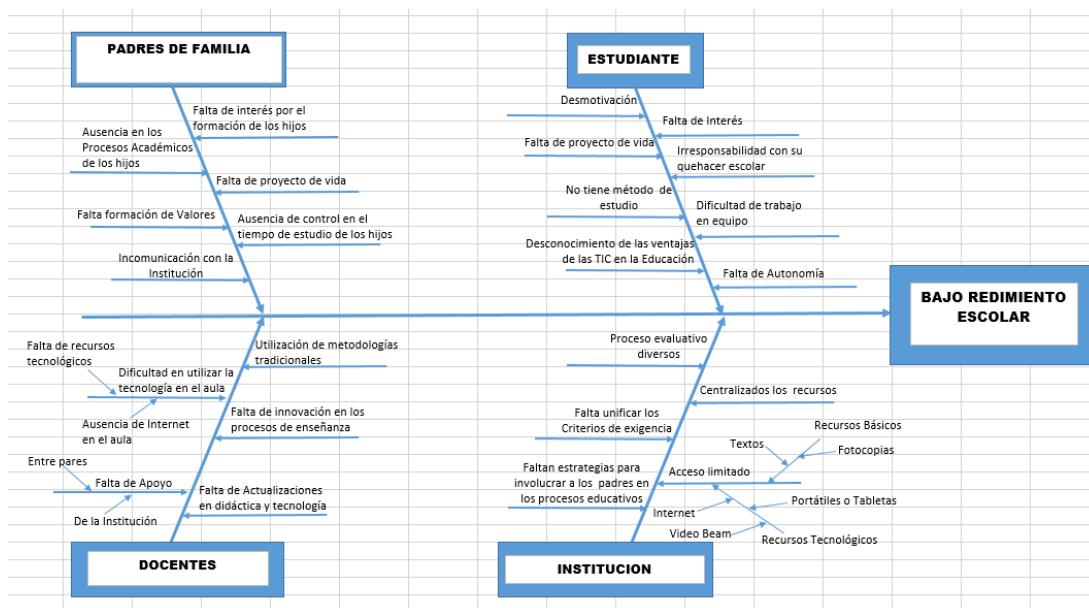 PADRES DE FAMILIA
Falta de interés por el
formación de los hijos
Ausencia en los
Procesos Académicos
de los hijos
Falta de proyecto de vida
Falta formación de Valores
Ausencia de control en el
tiempo de estudio de los hijos
Incomunicación con la
Institución
ESTUDIANTE
Desmotivación
Falta de Interés
Falta de proyecto de vida
Irresponsabilidad con su
quehacer escolar
No tiene método de
estudio
Dificultad de trabajo
en equipo
Desconocimiento de las ventajas
de las TIC en la Educación
Falta de Autonomía
BAJO REDIMIENTO
ESCOLAR
Utilización de metodologías
tradicionales
Falta de recursos
tecnológicos
Dificultad en utilizar la
tecnología en el aula
Ausencia de Internet
en el aula
Falta de innovación en los
procesos de enseñanza
Entre pares
Falta de Apoyo
De la Institución
Falta de Actualizaciones
en didáctica y tecnología
DOCENTES
Proceso evaluativo
diversos
Centralizados los recursos
Falta unificar los
Criterios de exigencia
Recursos Básicos
Textos
Fotocopias
Faltan estrategias para
involucrar a los padres en
los procesos educativos
Acceso limitado
Internet
Portátiles o Tabletas
Video Beam
Recursos Tecnológicos
INSTITUCION